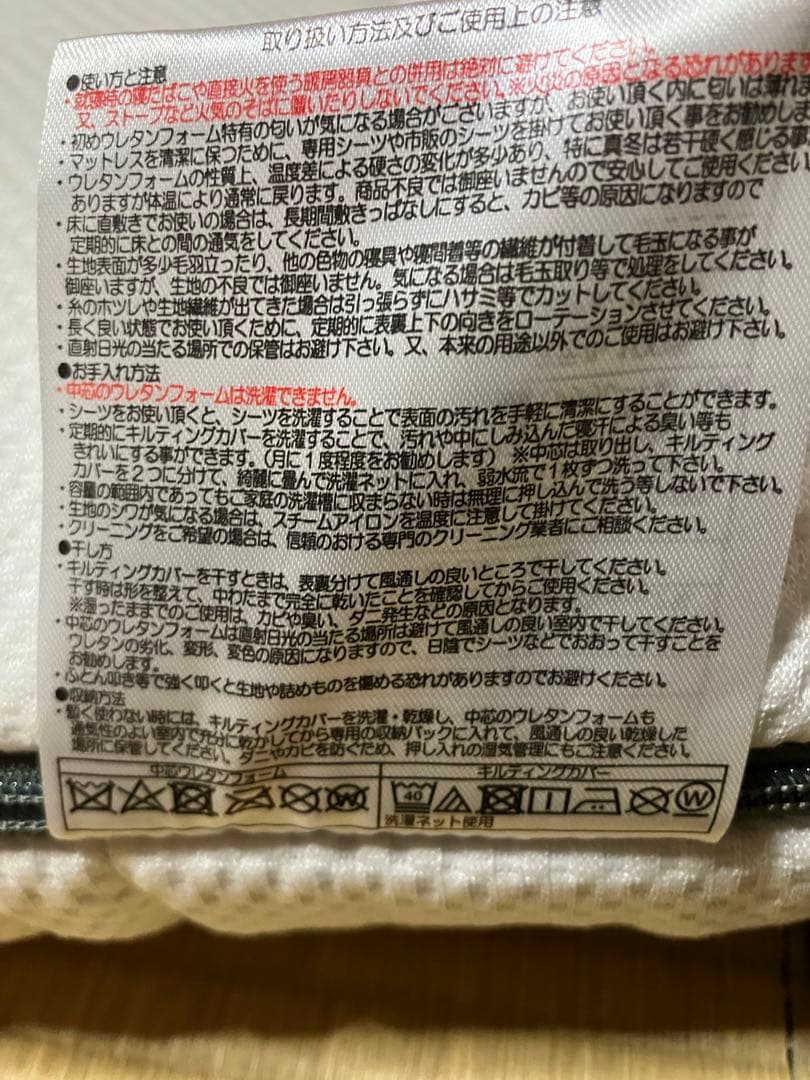 取り扱い方法及びご使用上の注意
●使い方と注意
・就寝時の寝たばこや直接火を使う暖房器具との併用は絶対に避けてください。
又、ストーブなど火気のそばに置いたりしないでください。※火災の原因となる恐れがあります
・初めウレタンフォーム特有の匂いが気になる場合がございますが、お使い頂く内に匂いは薄れ
・マットレスを清潔に保つために、専用シーツや市販のシーツを掛けてお使い頂く事をお勧めしま
・ウレタンフォームの性質上、温度差による硬さの変化が多少あり、特に真冬は若干硬く感じる事
ありますが体温により通常に戻ります。商品不良では御座いませんので安心してご使用ください
・床に直敷きでお使いの場合は、長期間敷きっぱなしにすると、カビ等の原因になりますので
定期的に床との間の通気をしてください。
・生地表面が多少毛羽立ったり、他の色物の寝具や寝間着等の繊維が付着して毛玉になる事が
御座いますが、生地の不良では御座いません。気になる場合は毛玉取り等で処理をしてください。
・糸のホツレや生地繊維が出てきた場合は引っ張らずにハサミ等でカットしてください。
・長く良い状態でお使い頂くために、定期的に表裏上下の向きをローテーションさせてください。
・直射日光の当たる場所での保管はお避け下さい。又、本来の用途以外でのご使用はお避け下さい。
●お手入れ方法
・中芯のウレタンフォームは洗濯できません。
・シーツをお使い頂くと、シーツを洗濯することで表面の汚れを手軽に清潔にすることができます。
・定期的にキルティングカバーを洗濯することで、汚れや中にしみ込んだ寝汗による臭い等も
きれいにする事ができます。（月に１度程度をお勧めします）※中芯は取り出し、キルティング
カバーを２つに分けて、綺麗に畳んで洗濯ネットに入れ、弱水流で１枚ずつ洗って下さい。
・容量の範囲内であってもご家庭の洗濯槽に収まらない時は無理に押し込んで洗う等しないで下さい。
・生地のシワが気になる場合は、スチームアイロンを温度に注意して掛けてください。
・クリーニングをご希望の場合は、信頼のおける専門のクリーニング業者にご相談ください。
●干し方
・キルティングカバーを干すときは、表裏分けて風通しの良いところで干してください。
干す時は形を整えて、中わたまで完全に乾いたことを確認してからご使用ください。
※湿ったままでのご使用は、カビや臭い、ダニ発生などの原因となります。
・中芯のウレタンフォームは直射日光の当たる場所は避けて風通しの良い室内で干してください。
ウレタンの劣化、変形、変色の原因になりますので、日陰でシーツなどでおおって干すことを
お勧めします。
・ふとん叩き等で強く叩くと生地や詰めものを傷める恐れがありますのでお避けください。
●収納方法
・暫く使わない時には、キルティングカバーを洗濯・乾燥し、中芯のウレタンフォームも
通気性のよい室内で充分に乾かしてから専用の収納パックに入れて、風通しの良い乾燥した
場所に保管してください。ダニやカビを防ぐため、押し入れの湿気管理にもご注意ください。
中芯ウレタンフォーム
キルティングカバー
40
W
洗濯ネット使用